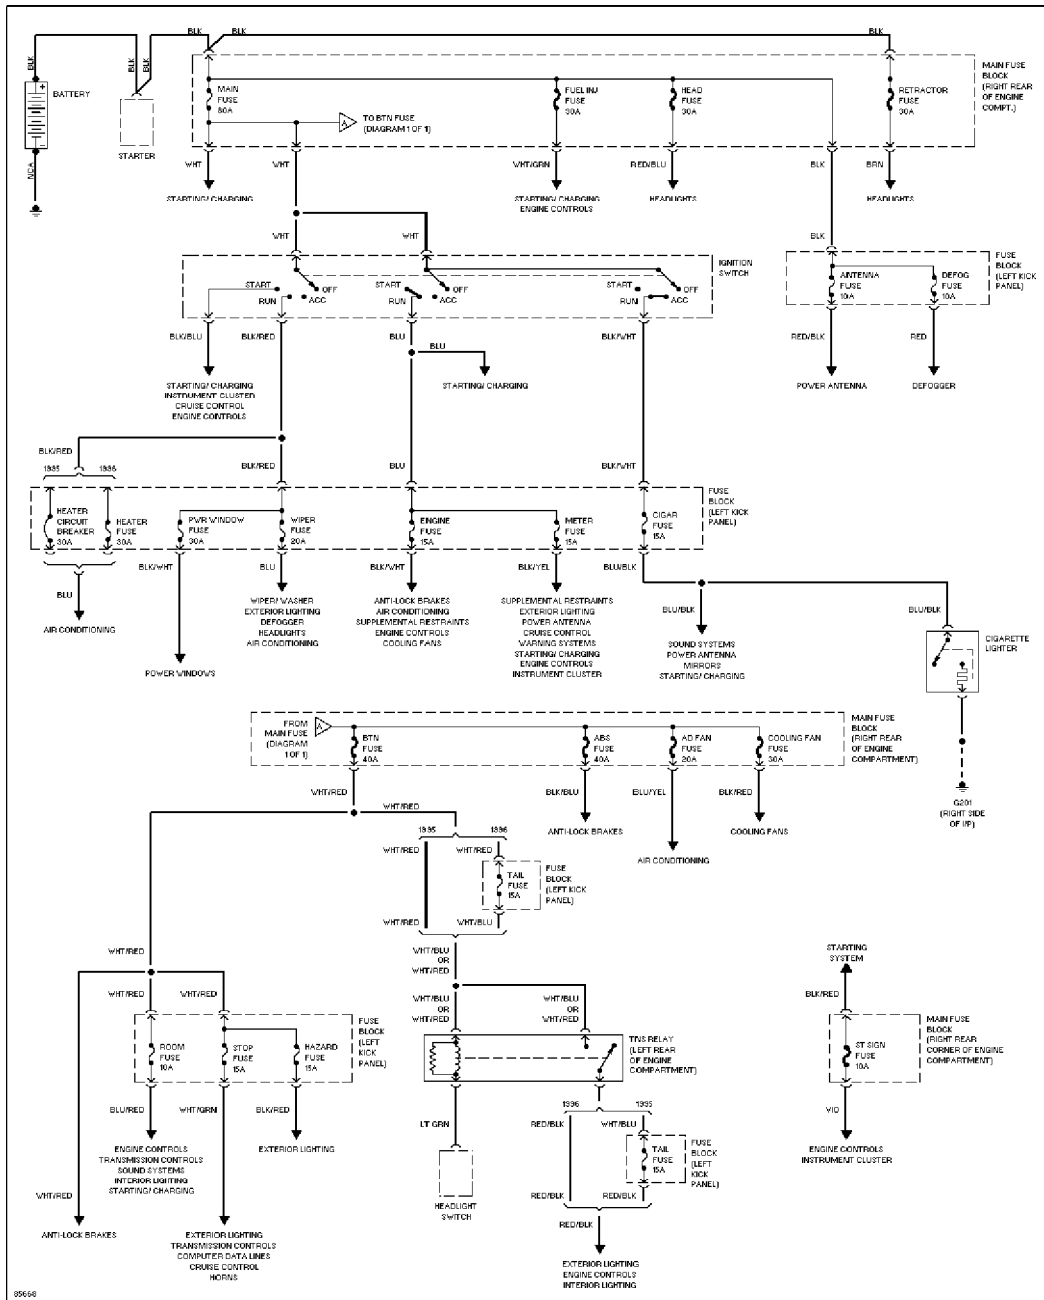 BLK
BLK
BLK
BLK
BLK
BLK
BATTERY
STARTER
NCA
MAIN
FUSE
80A
TO BTN FUSE
(DIAGRAM 1 OF 1)
A
FUEL INJ
FUSE
30A
HEAD
FUSE
30A
RETRACTOR
FUSE
30A
MAIN FUSE
BLOCK
(RIGHT REAR
OF ENGINE
COMPT.)
WHT
WHT
WHT/GRN
RED/BLU
BLK
BRN
STARTING/ CHARGING
STARTING/ CHARGING
ENGINE CONTROLS
HEADLIGHTS
HEADLIGHTS
WHT
WHT
BLK
IGNITION
SWITCH
START
RUN
OFF
ACC
START
RUN
OFF
ACC
START
RUN
OFF
ACC
ANTENNA
FUSE
10A
DEFOG
FUSE
10A
FUSE
BLOCK
(LEFT KICK
PANEL)
BLK/BLU
BLK/RED
BLU
BLU
BLK/WHT
RED/BLK
RED
STARTING/ CHARGING
INSTRUMENT CLUSTER
CRUISE CONTROL
ENGINE CONTROLS
STARTING/ CHARGING
POWER ANTENNA
DEFOGGER
BLK/RED
1995
1996
BLK/RED
BLU
BLK/WHT
HEATER
CIRCUIT
BREAKER
30A
HEATER
FUSE
30A
PWR WINDOW
FUSE
30A
WIPER
FUSE
20A
ENGINE
FUSE
15A
METER
FUSE
15A
CIGAR
FUSE
15A
FUSE
BLOCK
(LEFT KICK
PANEL)
BLU
BLK/WHT
BLU
BLK/WHT
BLK/YEL
BLU/BLK
AIR CONDITIONING
POWER WINDOWS
WIPER/ WASHER
EXTERIOR LIGHTING
DEFOGGER
HEADLIGHTS
AIR CONDITIONING
ANTI-LOCK BRAKES
AIR CONDITIONING
SUPPLEMENTAL RESTRAINTS
ENGINE CONTROLS
COOLING FANS
SUPPLEMENTAL RESTRAINTS
EXTERIOR LIGHTING
POWER ANTENNA
CRUISE CONTROL
WARNING SYSTEMS
STARTING/ CHARGING
ENGINE CONTROLS
INSTRUMENT CLUSTER
BLU/BLK
SOUND SYSTEMS
POWER ANTENNA
MIRRORS
STARTING/ CHARGING
BLU/BLK
CIGARETTE
LIGHTER
G201
(RIGHT SIDE
OF I/P)
FROM
MAIN FUSE
(DIAGRAM
1 OF 1)
A
BTN
FUSE
40A
ABS
FUSE
40A
AD FAN
FUSE
20A
COOLING FAN
FUSE
30A
MAIN FUSE
BLOCK
(RIGHT REAR
OF ENGINE
COMPARTMENT)
WHT/RED
BLK/BLU
BLU/YEL
BLK/RED
ANTI-LOCK BRAKES
AIR CONDITIONING
COOLING FANS
WHT/RED
1995
1996
WHT/RED
WHT/RED
TAIL
FUSE
15A
FUSE
BLOCK
(LEFT KICK
PANEL)
WHT/RED
WHT/BLU
WHT/BLU
OR
WHT/RED
WHT/RED
WHT/RED
WHT/RED
WHT/BLU
OR
WHT/RED
WHT/BLU
OR
WHT/RED
ROOM
FUSE
10A
STOP
FUSE
15A
HAZARD
FUSE
15A
FUSE
BLOCK
(LEFT
KICK
PANEL)
TNS RELAY
(LEFT REAR
OF ENGINE
COMPARTMENT)
BLU/RED
WHT/GRN
BLK/RED
ENGINE CONTROLS
TRANSMISSION CONTROLS
SOUND SYSTEMS
INTERIOR LIGHTING
STARTING/ CHARGING
EXTERIOR LIGHTING
WHT/RED
ANTI-LOCK BRAKES
EXTERIOR LIGHTING
TRANSMISSION CONTROLS
COMPUTER DATA LINES
CRUISE CONTROL
HORNS
LT GRN
HEADLIGHT
SWITCH
1996
1995
RED/BLK
WHT/BLU
TAIL
FUSE
15A
FUSE
BLOCK
(LEFT
KICK
PANEL)
RED/BLK
RED/BLK
RED/BLK
EXTERIOR LIGHTING
ENGINE CONTROLS
INTERIOR LIGHTING
STARTING
SYSTEM
BLK/RED
ST SIGN
FUSE
10A
MAIN FUSE
BLOCK
(RIGHT REAR
CORNER OF ENGINE
COMPARTMENT)
VIO
ENGINE CONTROLS
INSTRUMENT CLUSTER
85668